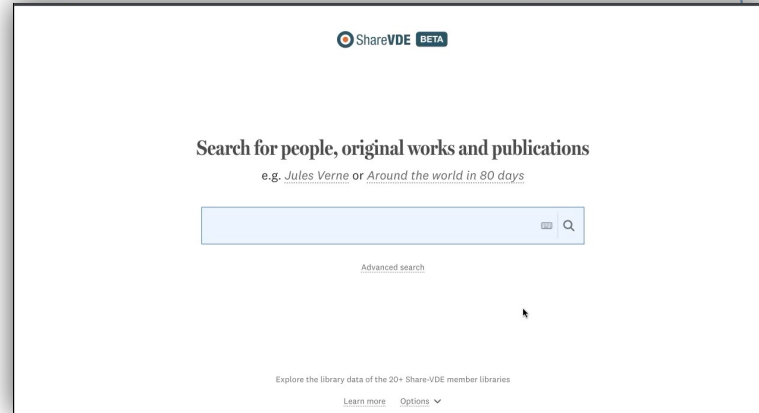 ShareVDE BETA
Search for people, original works and publications
e.g. Jules Verne or Around the world in 80 days
Advanced search
Explore the library data of the 20+ Share-VDE member libraries
Learn more Options